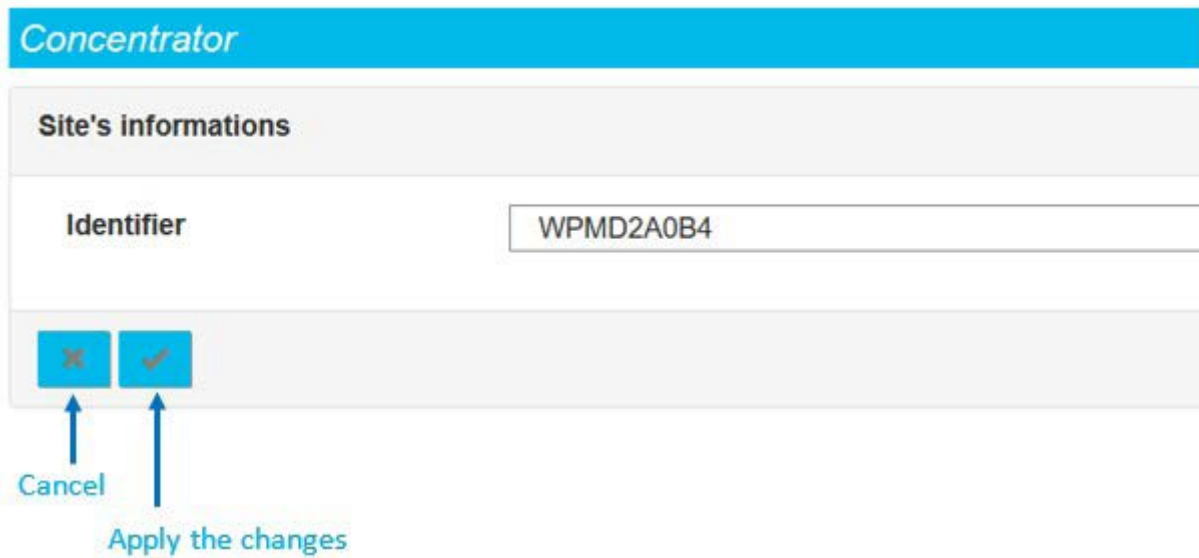 Concentrator
Site's informations
Identifier
WPMD2A0B4
Cancel
Apply the changes